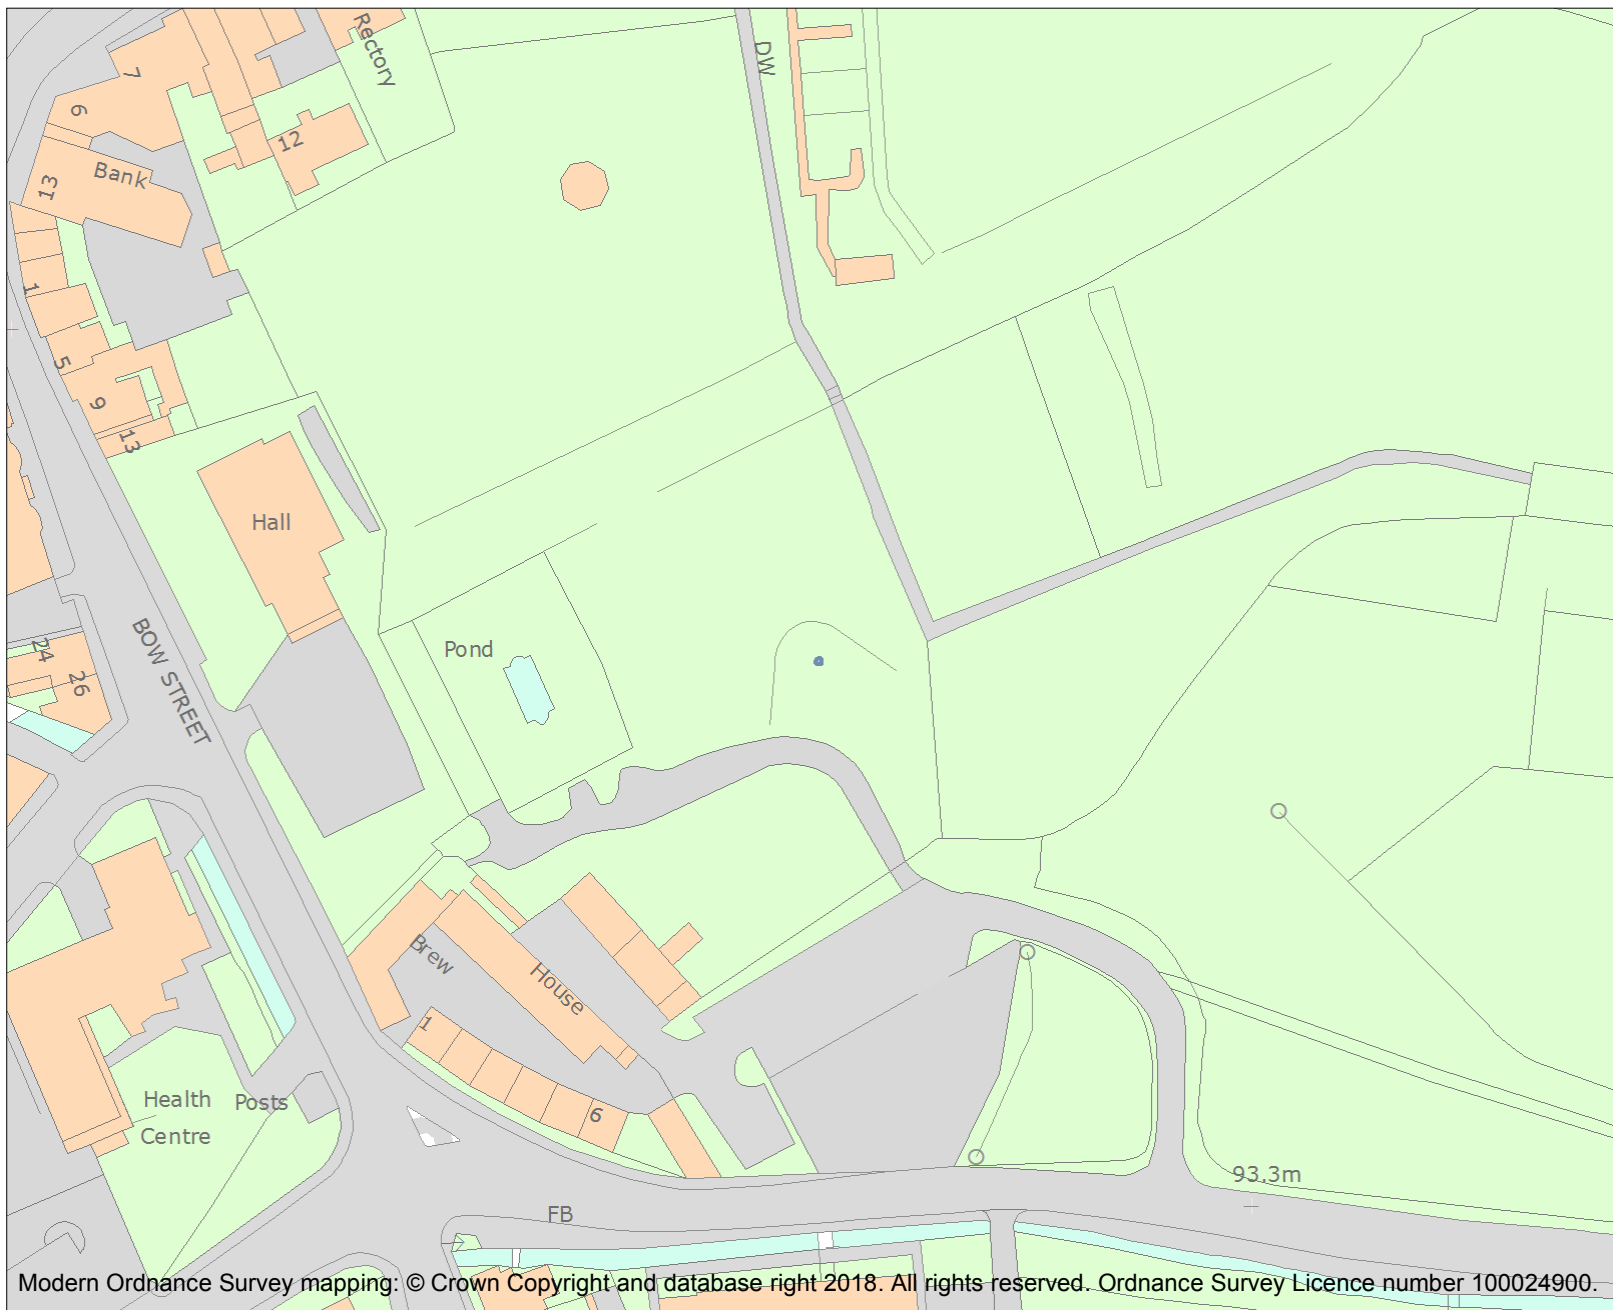 Rectory
DW
7
6
12
Bank
13
1
5
9
13
Hall
BOW STREET
24
26
Pond
Brew
House
1
6
Health
Centre
Posts
93.3m
FB
Modern Ordnance Survey mapping: © Crown Copyright and database right 2018. All rights reserved. Ordnance Survey Licence number 100024900.